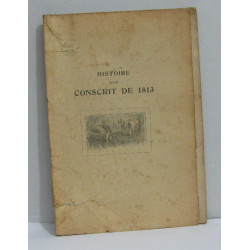 HISTOIRE
D'UN
CONSCRIT DE 1813